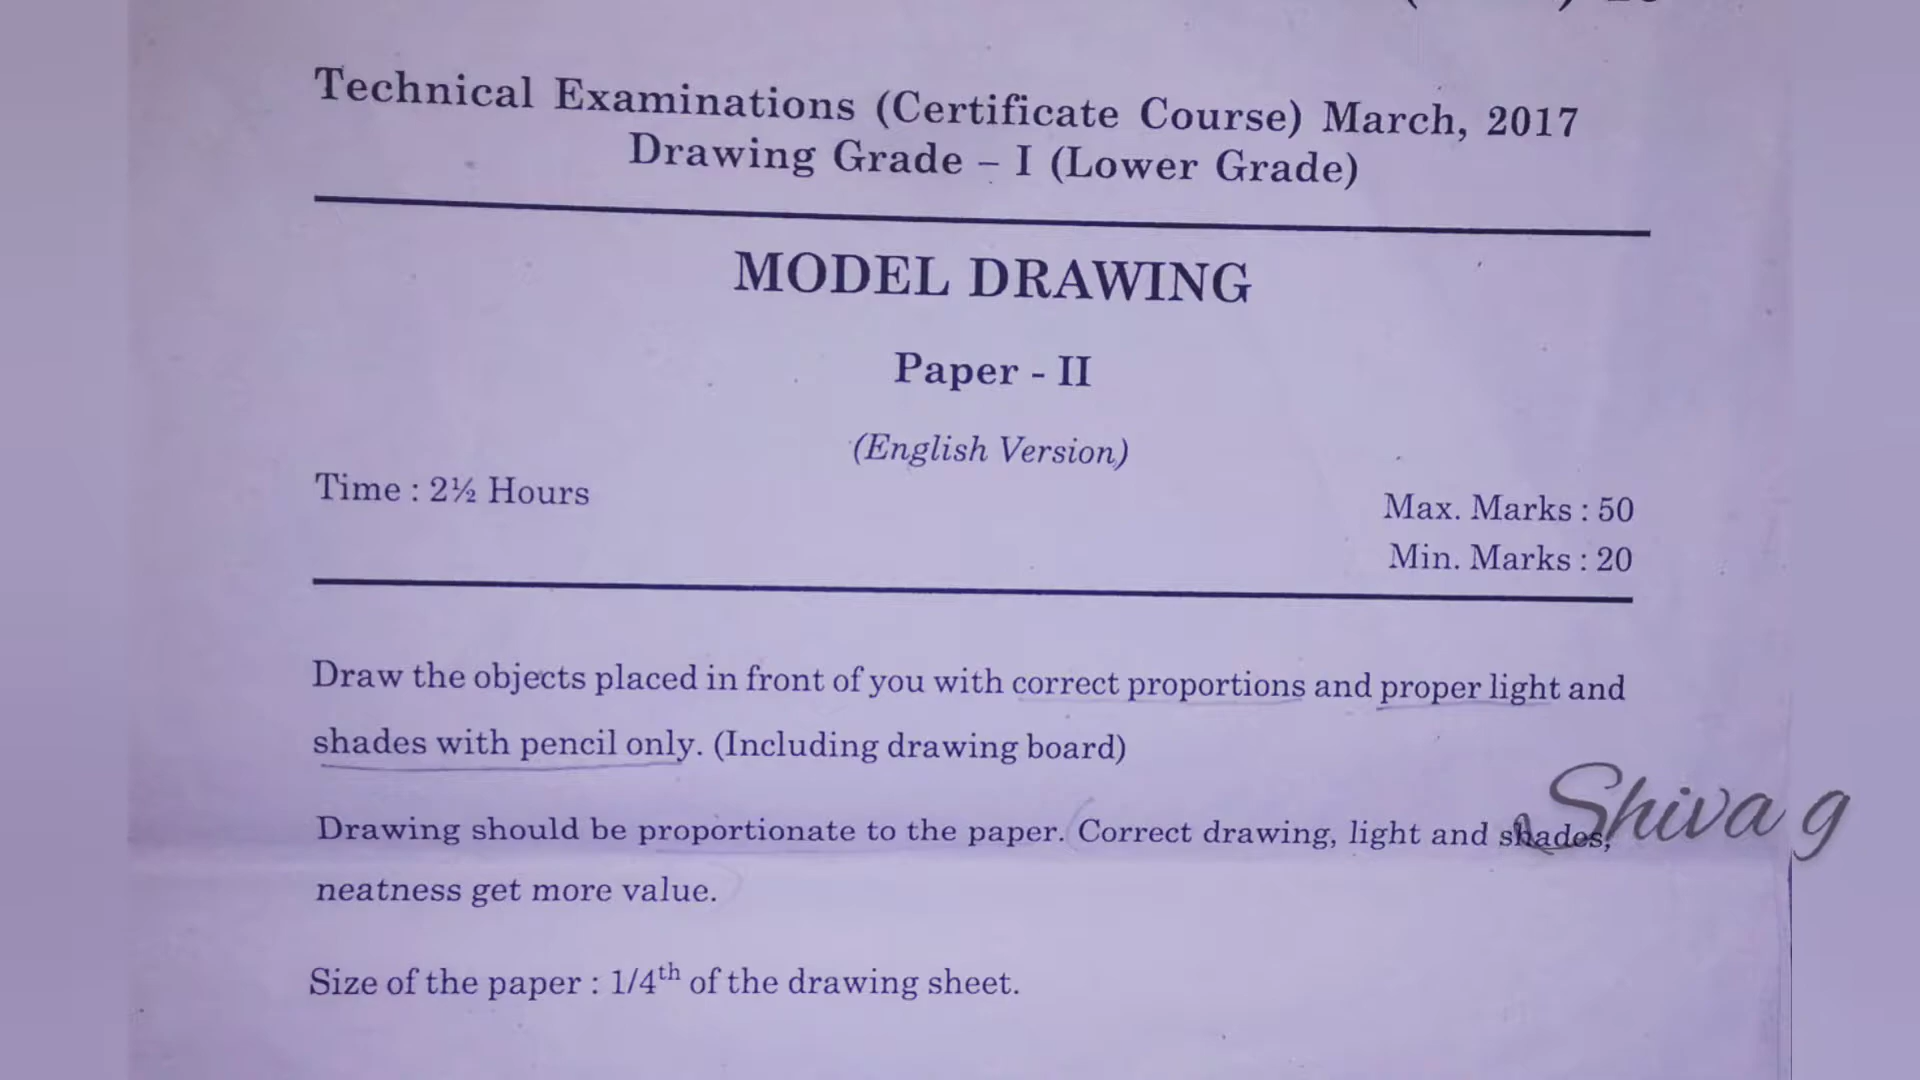 Technical Examinations (Certificate Course) March, 2017
Drawing Grade – I (Lower Grade)
MODEL DRAWING
Paper - II
(English Version)
Time : 2½ Hours
Max. Marks : 50
Min. Marks : 20
Draw the objects placed in front of you with correct proportions and proper light and
shades with pencil only. (Including drawing board)
Shiva g
Drawing should be proportionate to the paper. Correct drawing, light and shades,
neatness get more value.
Size of the paper : 1/4th of the drawing sheet.